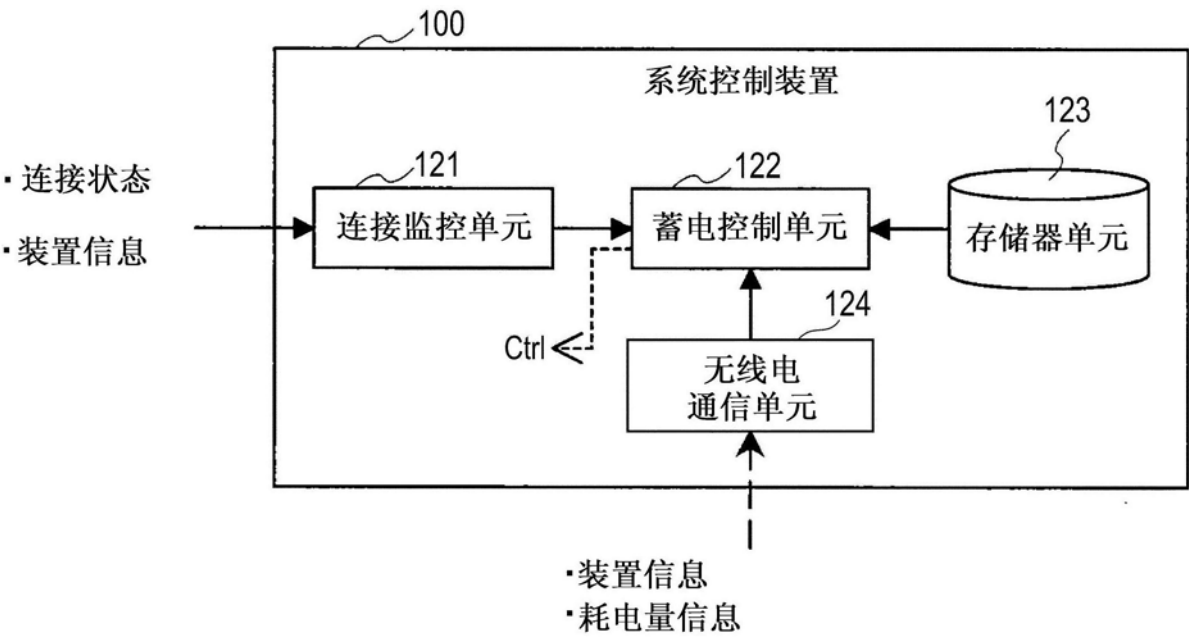 100
系统控制装置
123
121
122
· 连接状态
连接监控单元
蓄电控制单元
存储器单元
·装置信息
124
Ctrl
无线电
通信单元
·装置信息
·耗电量信息